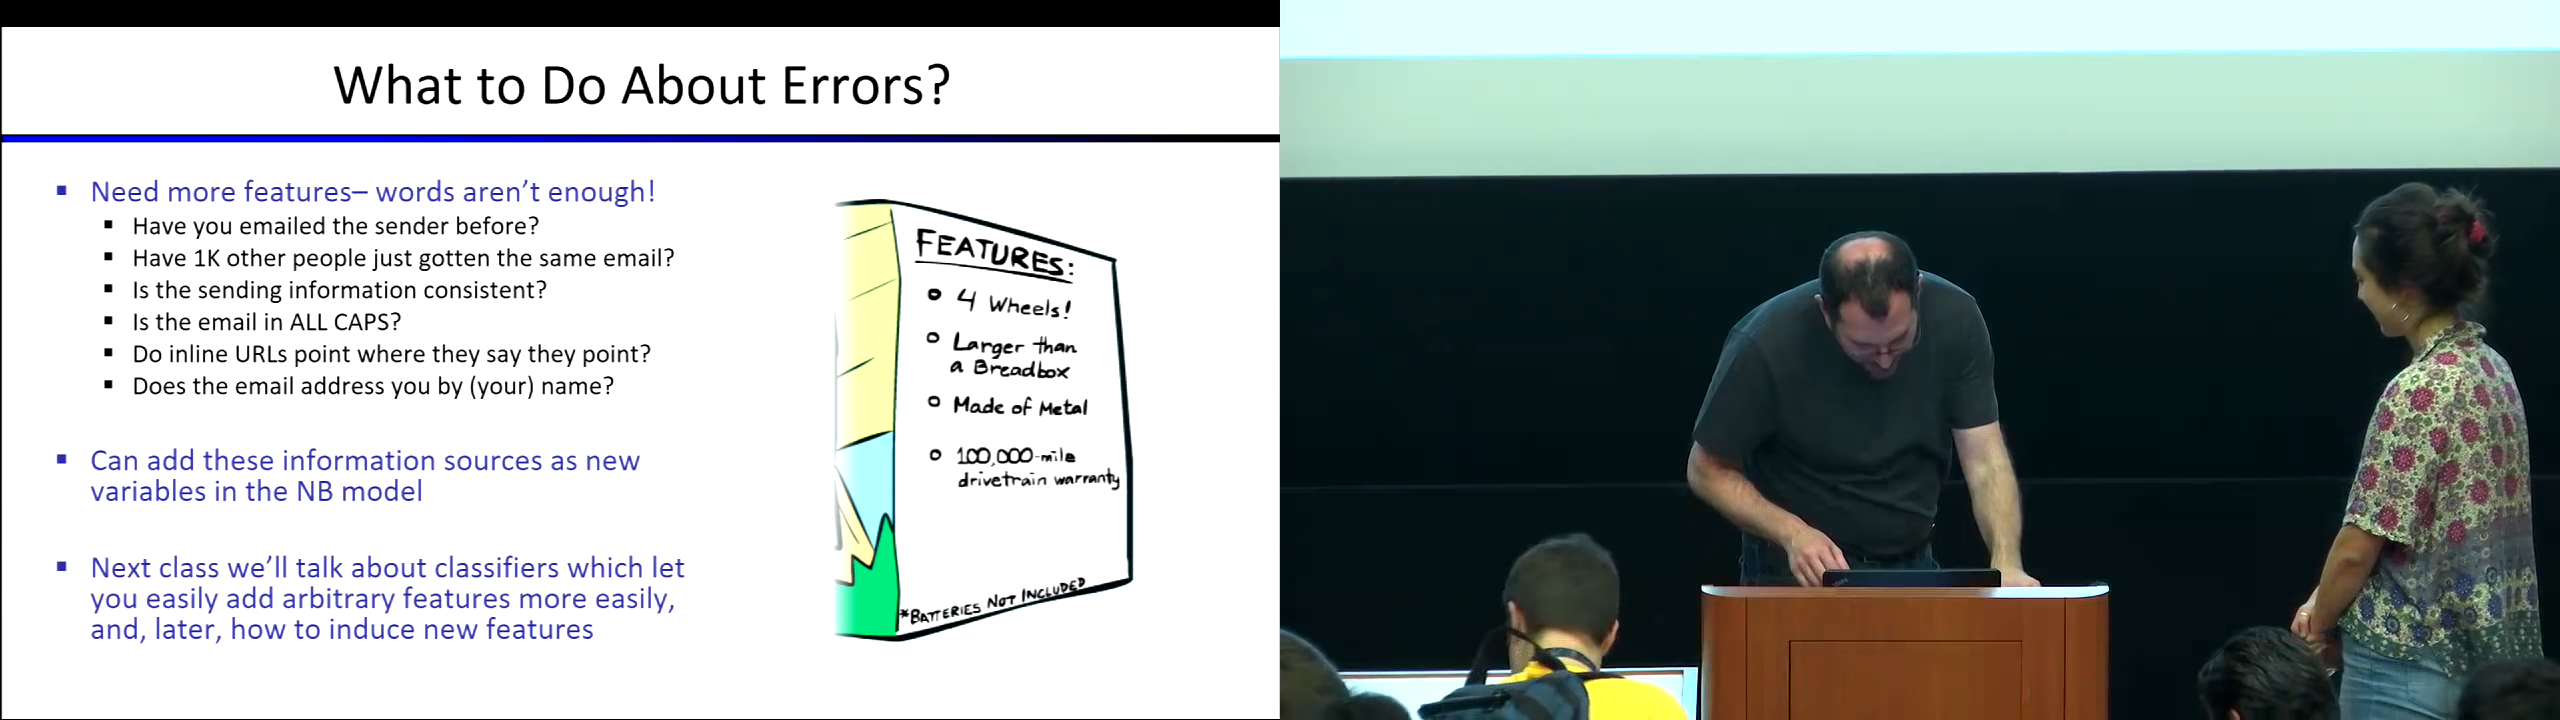 What to Do About Errors?
Need more features– words aren't enough!
Have you emailed the sender before?
Have 1K other people just gotten the same email?
Is the sending information consistent?
Is the email in ALL CAPS?
Do inline URLs point where they say they point?
Does the email address you by (your) name?
Can add these information sources as new
variables in the NB model
Next class we'll talk about classifiers which let
you easily add arbitrary features more easily,
and, later, how to induce new features
FEATURES:
4 Wheels!
Larger than
a Breadbox
Made of Metal
100,000-mile
drivetrain warranty
*BATTERIES NOT INCLUDED